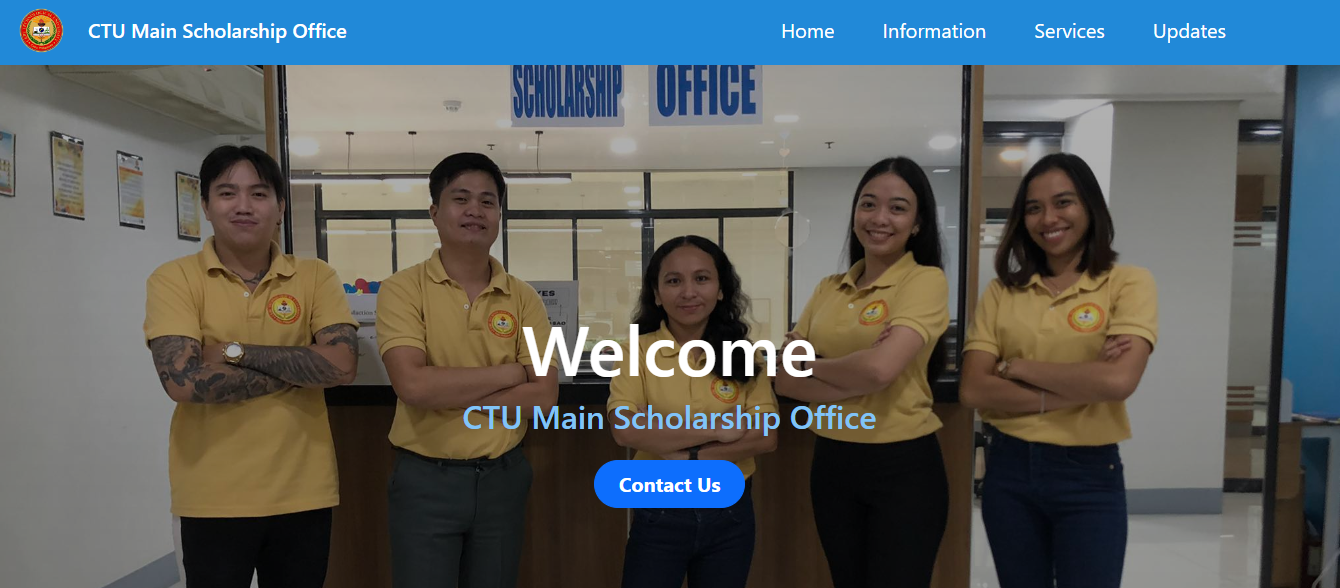 CTU Main Scholarship Office
Home Information Services Updates
SCHOLARSHIP OFFICE
Welcome
CTU Main Scholarship Office
Contact Us